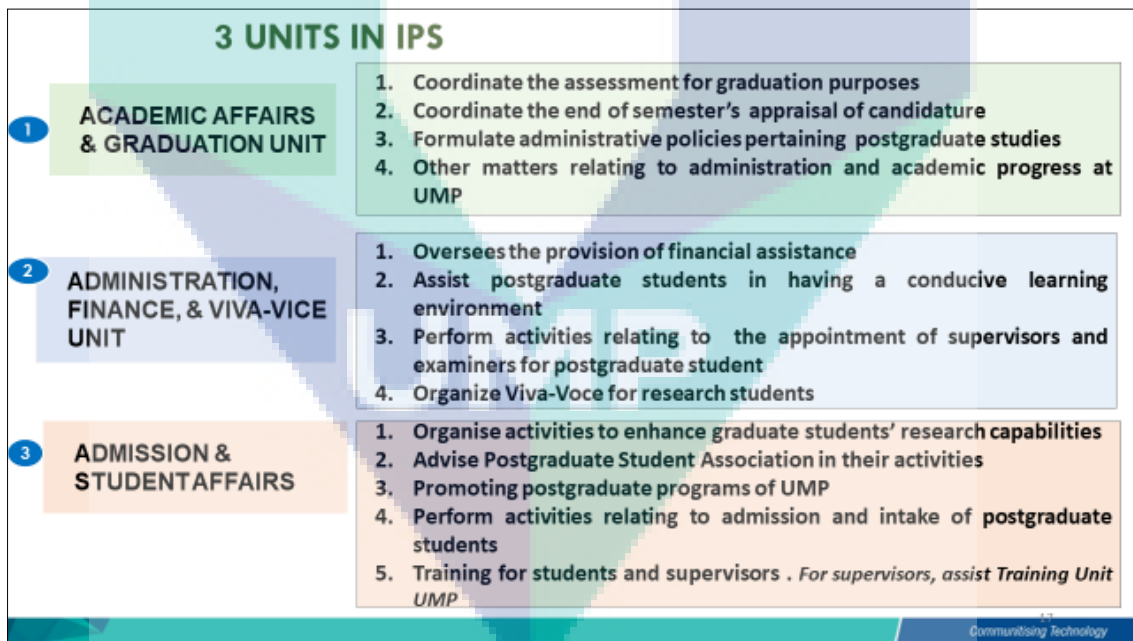 3 UNITS IN IPS
1
ACADEMIC AFFAIRS
& GRADUATION UNIT
1. Coordinate the assessment for graduation purposes
2. Coordinate the end of semester's appraisal of candidature
3. Formulate administrative policies pertaining postgraduate studies
4. Other matters relating to administration and academic progress at
UMP
2
ADMINISTRATION,
FINANCE, & VIVA-VICE
UNIT
1. Oversees the provision of financial assistance
2. Assist postgraduate students in having a conducive learning
environment
3. Perform activities relating to the appointment of supervisors and
examiners for postgraduate student
4. Organize Viva-Voce for research students
UMP
3
ADMISSION &
STUDENT AFFAIRS
1. Organise activities to enhance graduate students' research capabilities
2. Advise Postgraduate Student Association in their activities
3. Promoting postgraduate programs of UMP
4. Perform activities relating to admission and intake of postgraduate
students
5. Training for students and supervisors . For supervisors, assist Training Unit
UMP
Communitising Technology